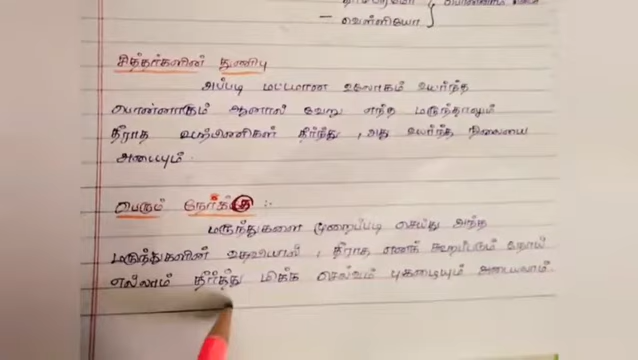 வெள்ளியோ
சித்தர்களின் துணிபு
அப்படி மட்டமான உலோகம் உயர்ந்த
பொன்னாகும் ஆனால் வேறு எந்த மருந்தாலும்
தீராத வறுபிணிகள் தீர்ந்து, அது உயர்ந்த நிலையை
அடையும்.
பெரும் :-
மருந்துகளை முறைப்படி செய்து அந்த
மருந்துகளின் உதவியால், தீராத எனக் கூறப்படும் நோய்
எல்லாம் தீர்த்து மிக்க செல்வம் புகழையும் அடையலாம்.